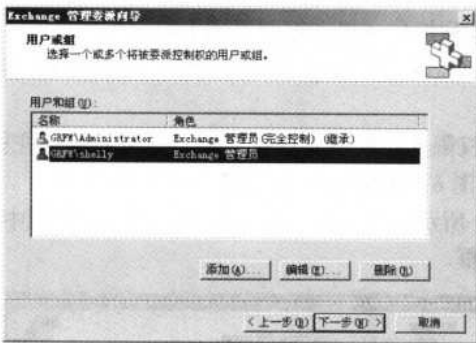 Exchange 管理委派向导
用户或组
选择一个或多个将被委派控制权的用户或组。
用户和组(U):
名称 角色
GRFW\Administrator Exchange 管理员(完全控制) (继承)
GRFW\shelly Exchange 管理员
添加(A)... 编辑(E)... 删除(R)
<上一步(B) 下一步(N)> 取消